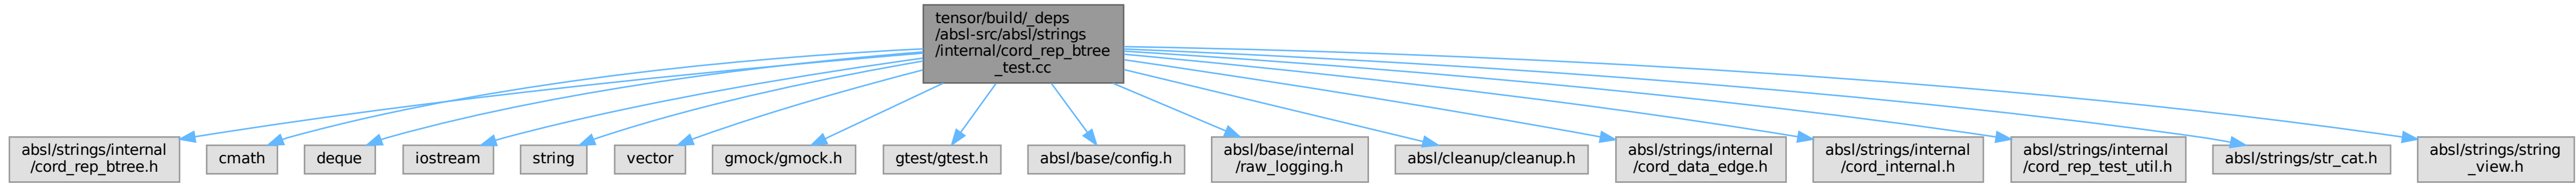 tensor/build/_deps
/absl-src/absl/strings
/internal/cord_rep_btree
_test.cc
absl/strings/internal
/cord_rep_btree.h
cmath
deque
iostream
string
vector
gmock/gmock.h
gtest/gtest.h
absl/base/config.h
absl/base/internal
/raw_logging.h
absl/cleanup/cleanup.h
absl/strings/internal
/cord_data_edge.h
absl/strings/internal
/cord_internal.h
absl/strings/internal
/cord_rep_test_util.h
absl/strings/str_cat.h
absl/strings/string
_view.h